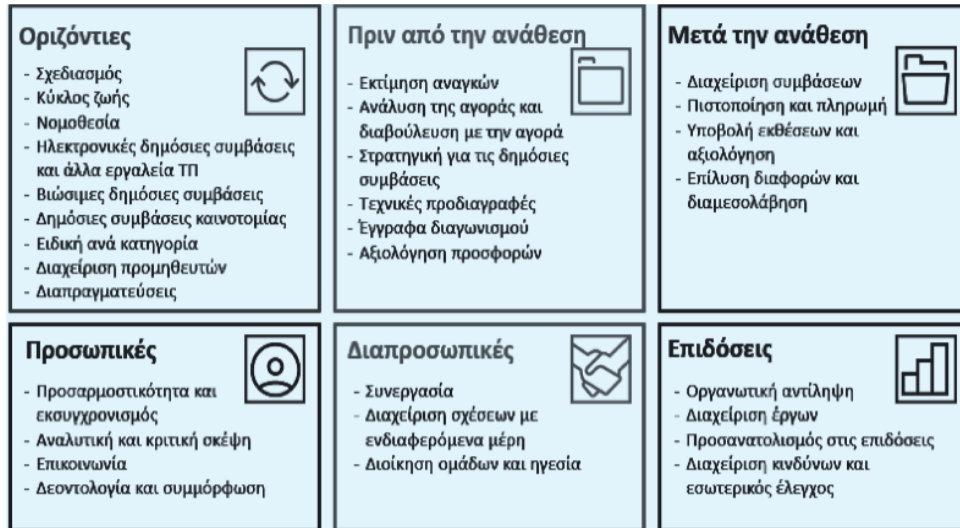 Οριζόντιες
- Σχεδιασμός
- Κύκλος ζωής
- Νομοθεσία
- Ηλεκτρονικές δημόσιες συμβάσεις
και άλλα εργαλεία ΤΠ
- Βιώσιμες δημόσιες συμβάσεις
- Δημόσιες συμβάσεις καινοτομίας
- Ειδική ανά κατηγορία
- Διαχείριση προμηθευτών
- Διαπραγματεύσεις
Πριν από την ανάθεση
- Εκτίμηση αναγκών
- Ανάλυση της αγοράς και
διαβούλευση με την αγορά
- Στρατηγική για τις δημόσιες
συμβάσεις
- Τεχνικές προδιαγραφές
- Έγγραφα διαγωνισμού
- Αξιολόγηση προσφορών
Μετά την ανάθεση
- Διαχείριση συμβάσεων
- Πιστοποίηση και πληρωμή
- Υποβολή εκθέσεων και
αξιολόγηση
- Επίλυση διαφορών και
διαμεσολάβηση
Προσωπικές
- Προσαρμοστικότητα και
εκσυγχρονισμός
- Αναλυτική και κριτική σκέψη
- Επικοινωνία
- Δεοντολογία και συμμόρφωση
Διαπροσωπικές
- Συνεργασία
- Διαχείριση σχέσεων με
ενδιαφερόμενα μέρη
- Διοίκηση ομάδων και ηγεσία
Επιδόσεις
- Οργανωτική αντίληψη
- Διαχείριση έργων
- Προσανατολισμός στις επιδόσεις
- Διαχείριση κινδύνων και
εσωτερικός έλεγχος